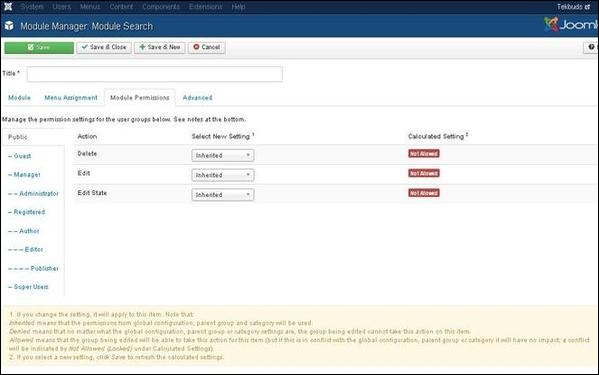 System Users Menus Content Components Extensions Help Tekbuds
Module Manager: Module Search Joom
Save Save & Close Save & New Cancel
Title *
Module Menu Assignment Module Permissions Advanced
Manage the permission settings for the user groups below. See notes at the bottom.
Public Action Select New Setting 1 Calculated Setting 2
Delete Inherited Not Allowed
– Guest
– Manager Edit Inherited Not Allowed
– – Administrator Edit State Inherited Not Allowed
– Registered
– – Author
– – – Editor
– – – – Publisher
– Super Users
1. If you change the setting, it will apply to this item. Note that:
Inherited means that the permissions from global configuration, parent group and category will be used.
Denied means that no matter what the global configuration, parent group or category settings are, the group being edited cannot take this action on this item.
Allowed means that the group being edited will be able to take this action for this item (but if this is in conflict with the global configuration, parent group or category it will have no impact; a conflict
will be indicated by Not Allowed (Locked) under Calculated Settings).
2. If you select a new setting, click Save to refresh the calculated settings.